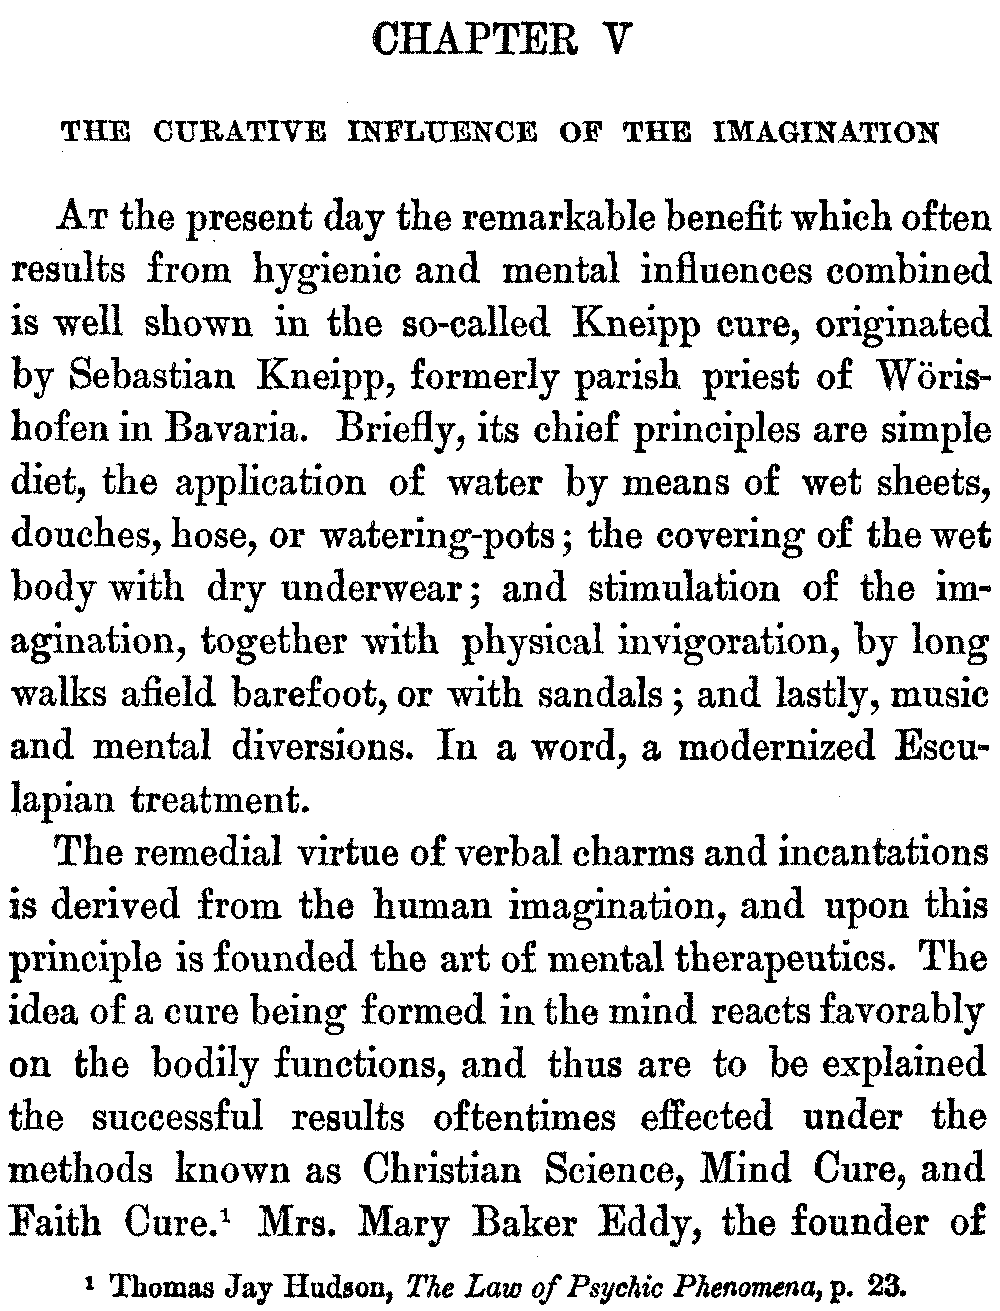 CHAPTER V
THE CURATIVE INFLUENCE OF THE IMAGINATION
At the present day the remarkable benefit which often
results from hygienic and mental influences combined
is well shown in the so-called Kneipp cure, originated
by Sebastian Kneipp, formerly parish priest of Wöris-
hofen in Bavaria. Briefly, its chief principles are simple
diet, the application of water by means of wet sheets,
douches, hose, or watering-pots; the covering of the wet
body with dry underwear; and stimulation of the im-
agination, together with physical invigoration, by long
walks afield barefoot, or with sandals; and lastly, music
and mental diversions. In a word, a modernized Escu-
lapian treatment.
The remedial virtue of verbal charms and incantations
is derived from the human imagination, and upon this
principle is founded the art of mental therapeutics. The
idea of a cure being formed in the mind reacts favorably
on the bodily functions, and thus are to be explained
the successful results oftentimes effected under the
methods known as Christian Science, Mind Cure, and
Faith Cure.¹ Mrs. Mary Baker Eddy, the founder of
¹ Thomas Jay Hudson, The Law of Psychic Phenomena, p. 23.